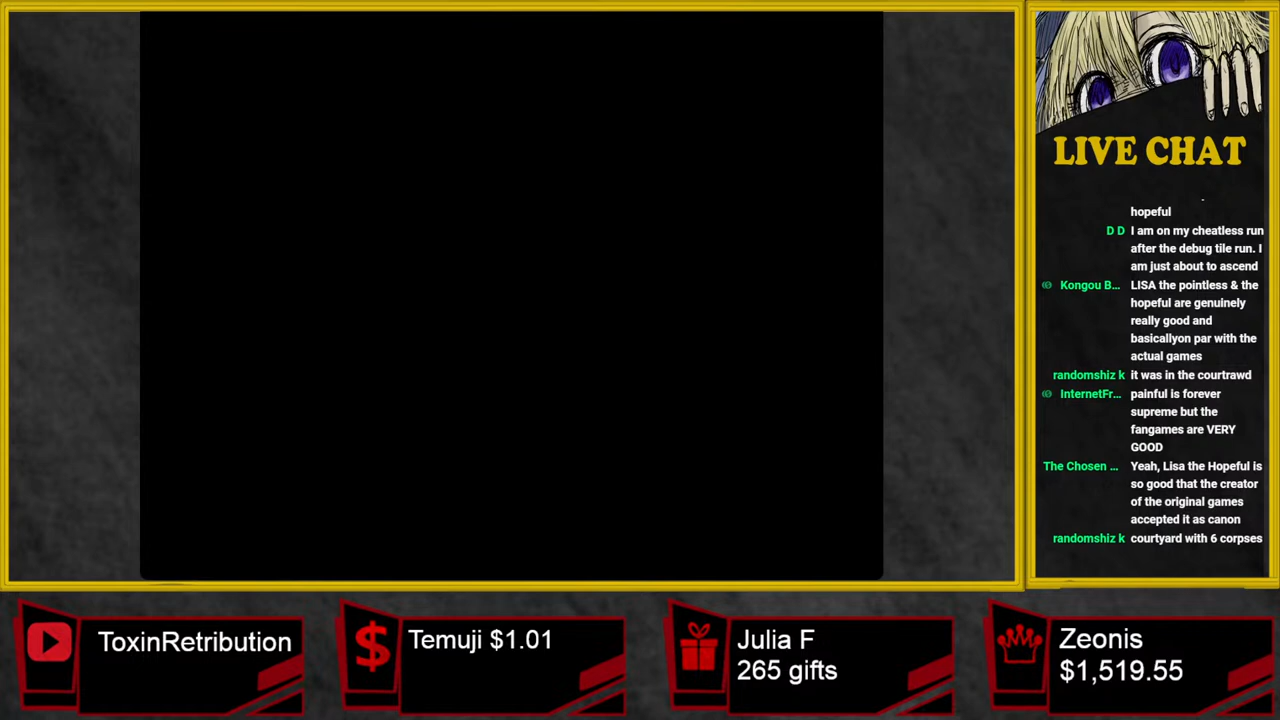 LIVE CHAT
hopeful
D D I am on my cheatless run
after the debug tile run. I
am just about to ascend
Kongou B... LISA the pointless & the
hopeful are genuinely
really good and
basicallyon par with the
actual games
randomshiz k it was in the courtrawd
InternetFr... painful is forever
supreme but the
fangames are VERY
GOOD
The Chosen ... Yeah, Lisa the Hopeful is
so good that the creator
of the original games
accepted it as canon
randomshiz k courtyard with 6 corpses
ToxinRetribution
$ Temuji $1.01
Julia F
265 gifts
Zeonis
$1,519.55